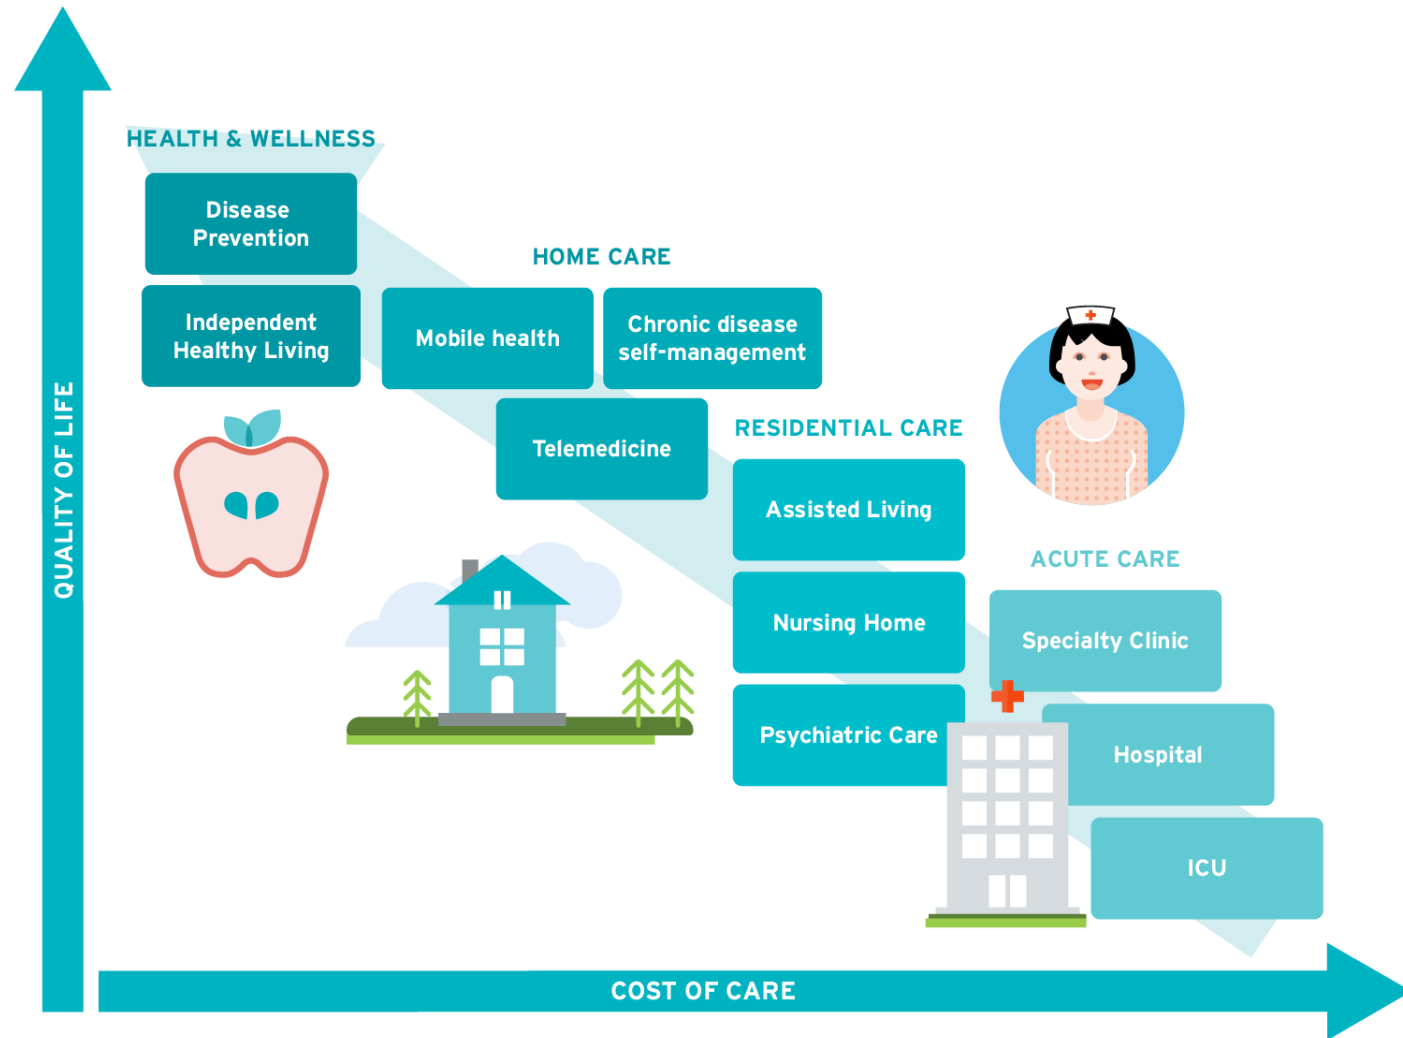 HEALTH & WELLNESS
Disease
Prevention
Independent
Healthy Living
HOME CARE
Mobile health
Chronic disease
self-management
Telemedicine
RESIDENTIAL CARE
Assisted Living
Nursing Home
Psychiatric Care
ACUTE CARE
Specialty Clinic
Hospital
ICU
QUALITY OF LIFE
COST OF CARE